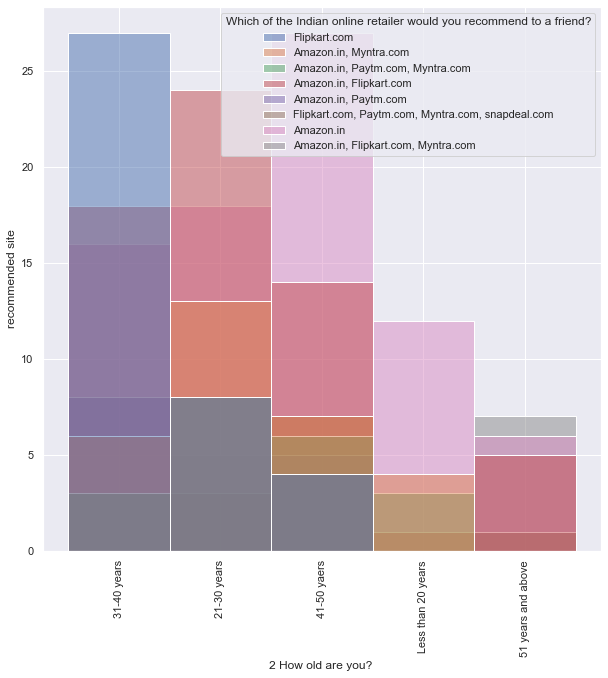 Which of the Indian online retailer would you recommend to a friend?
Flipkart.com
Amazon.in, Myntra.com
Amazon.in, Paytm.com, Myntra.com
Amazon.in, Flipkart.com
Amazon.in, Paytm.com
Flipkart.com, Paytm.com, Myntra.com, snapdeal.com
Amazon.in
Amazon.in, Flipkart.com, Myntra.com
25
20
15
10
5
0
recommended site
31-40 years
21-30 years
41-50 yaers
Less than 20 years
51 years and above
2 How old are you?